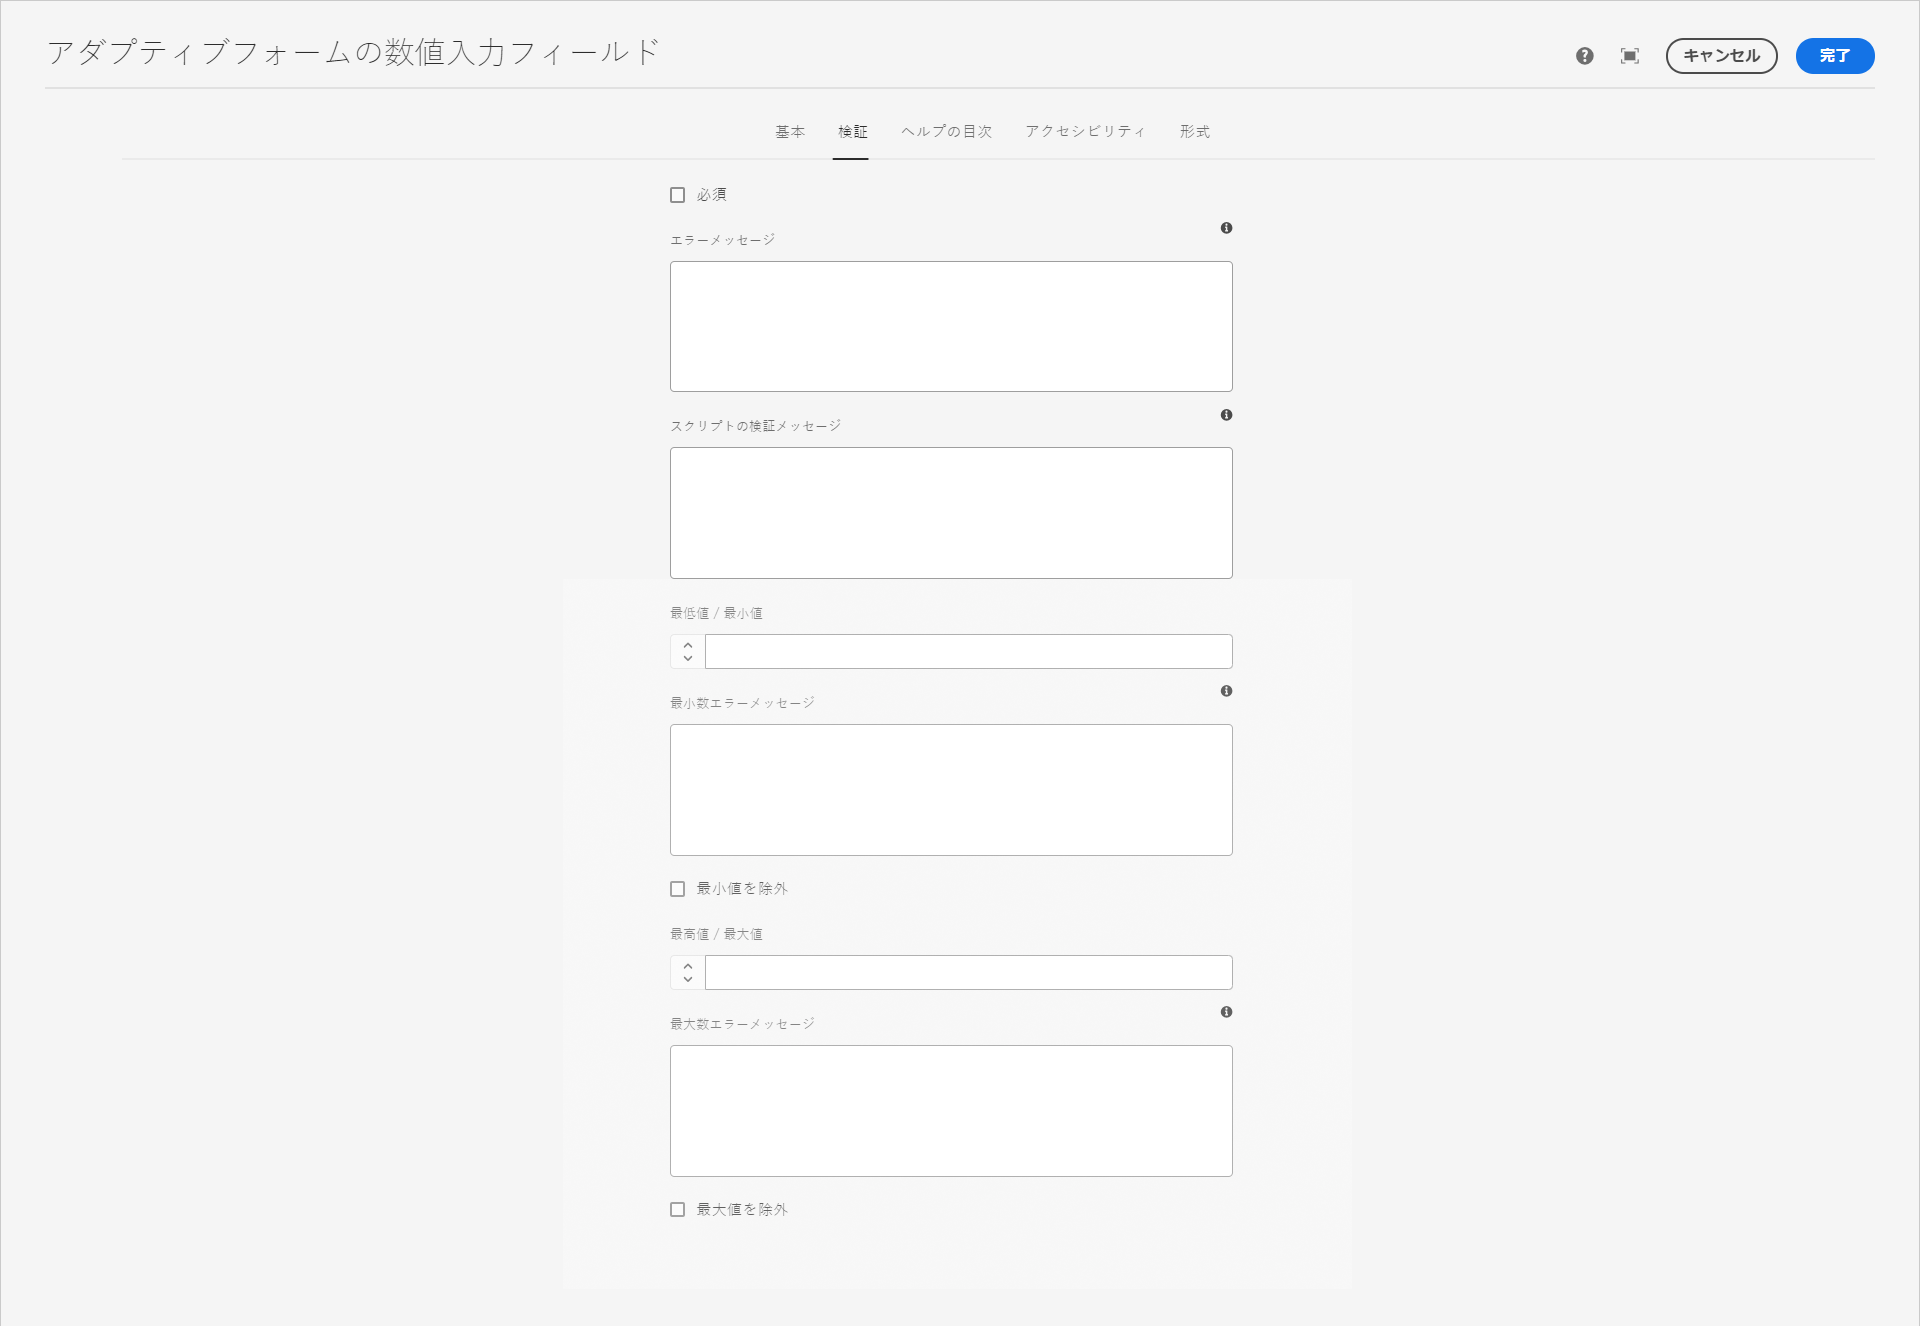 アダプティブフォームの数値入力フィールド
キャンセル
完了
基本 検証 ヘルプの目次 アクセシビリティ 形式
必須
エラーメッセージ
スクリプトの検証メッセージ
最低値 / 最小値
最小数エラーメッセージ
最小値を除外
最高値 / 最大値
最大数エラーメッセージ
最大値を除外